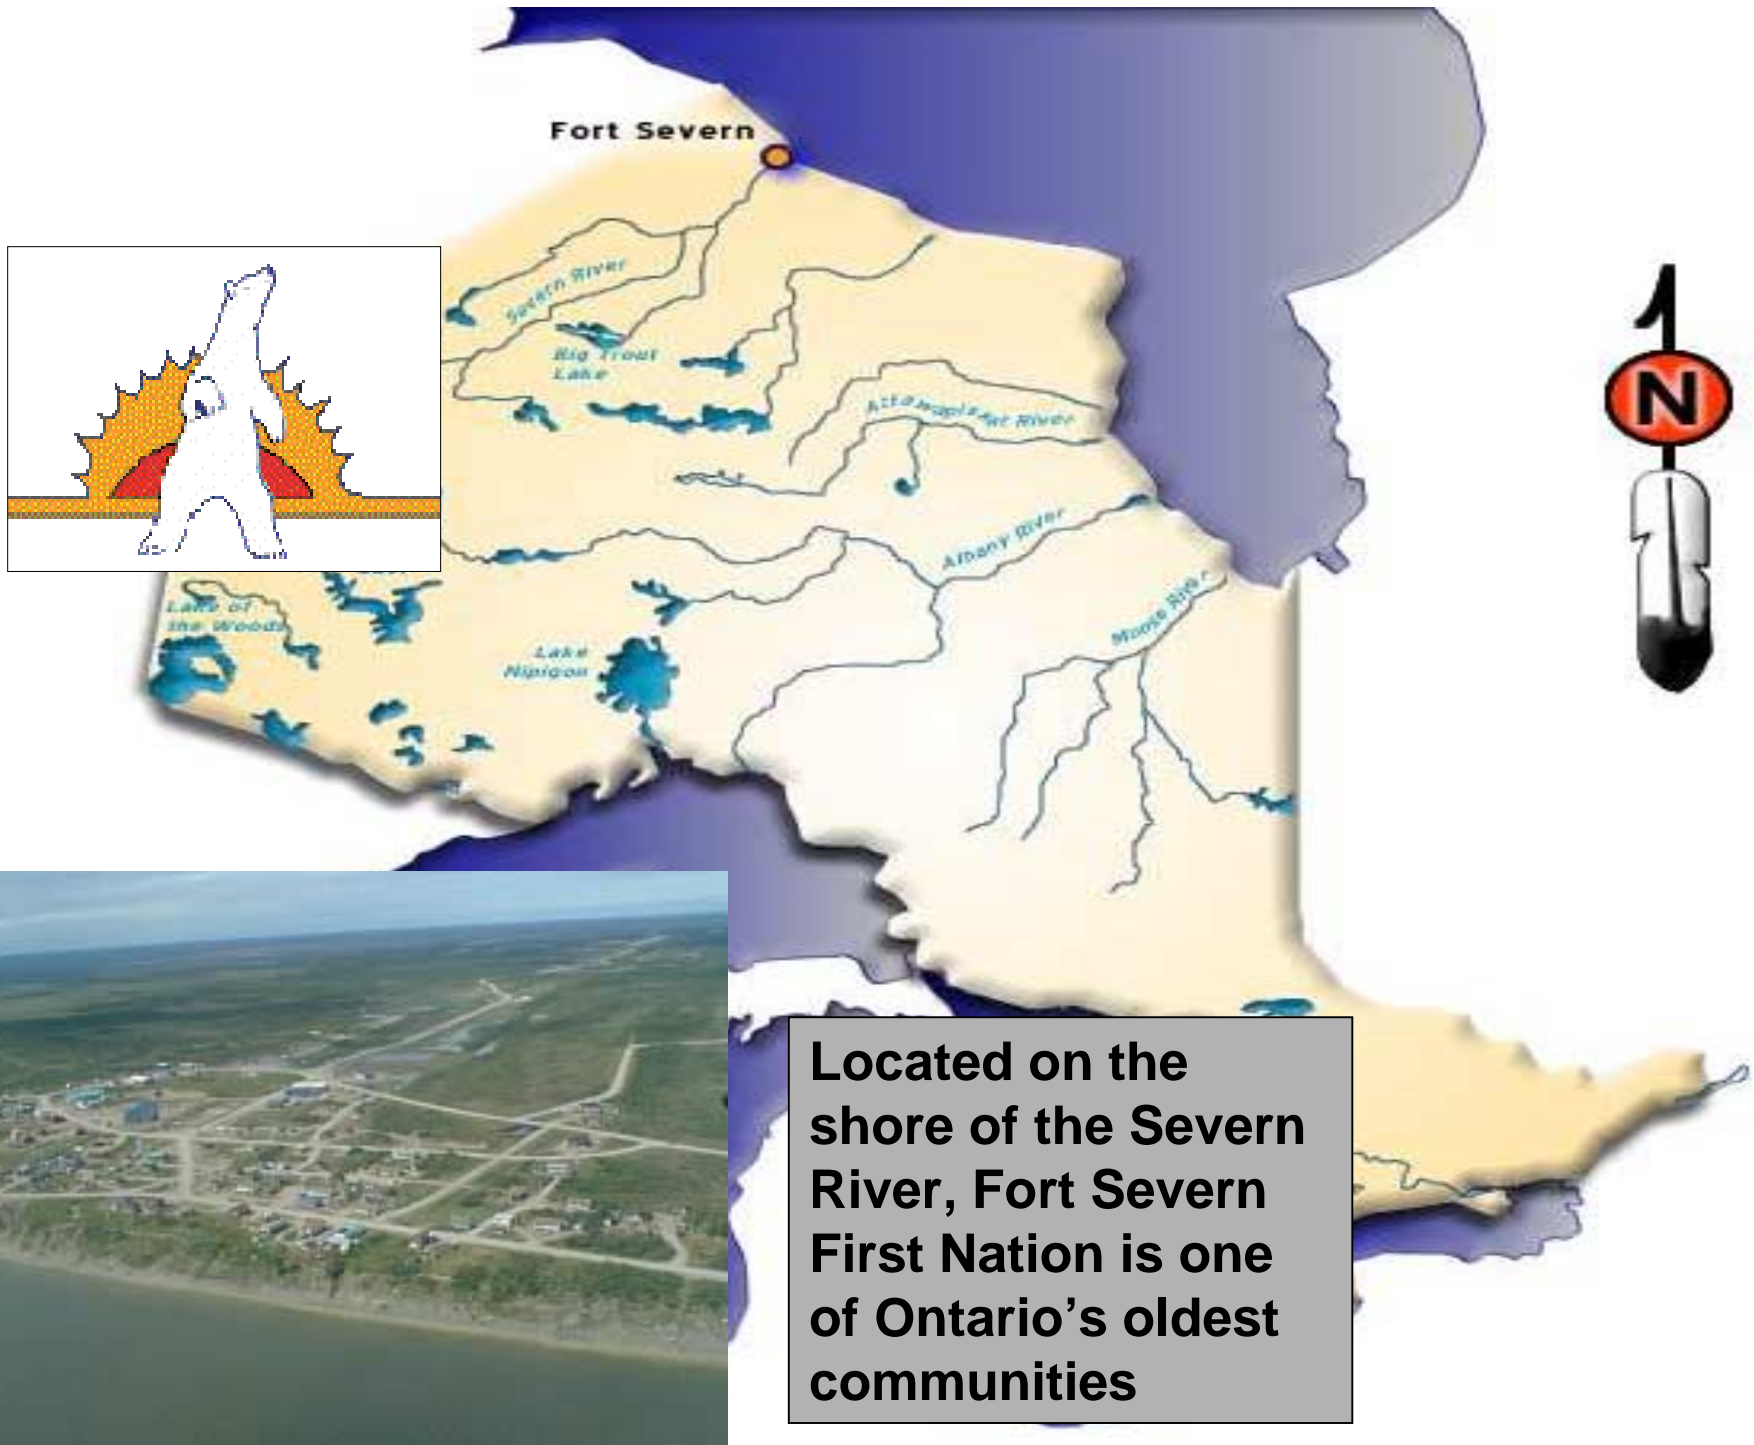 Fort Severn
Severn River
Big Trout
Lake
Attawapiskat River
Albany River
Moose River
Lake of
the Woods
Lake
Nipigon
N
Located on the
shore of the Severn
River, Fort Severn
First Nation is one
of Ontario’s oldest
communities